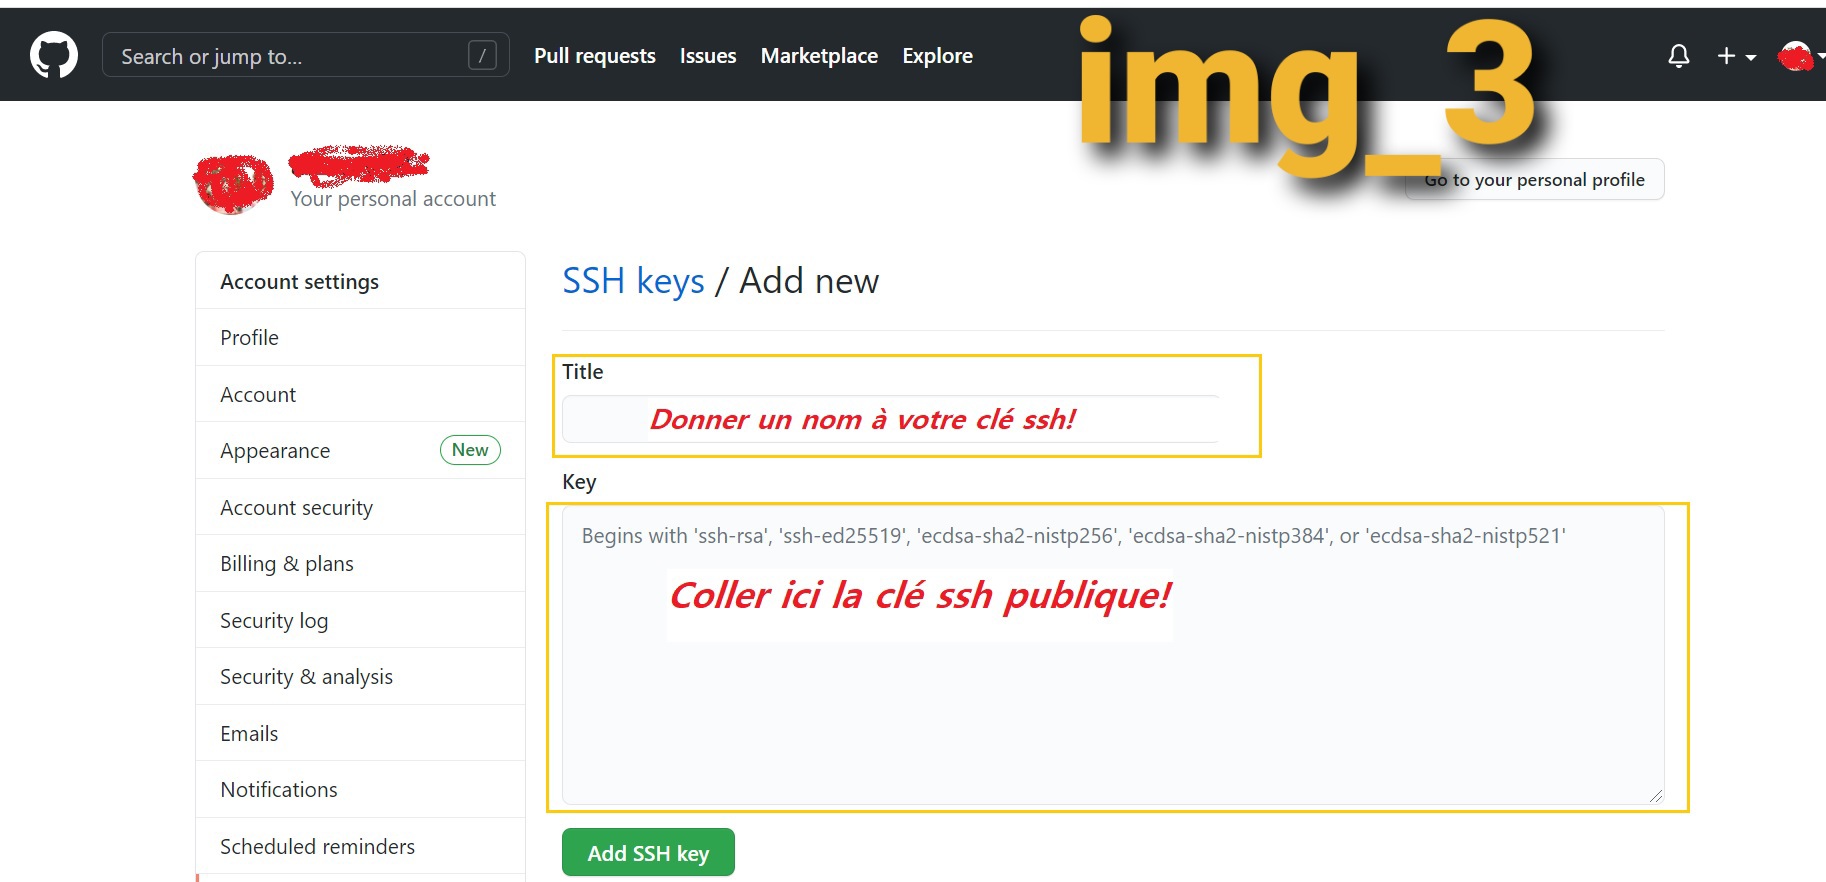 Search or jump to... /
Pull requests Issues Marketplace Explore
img_3
Your personal account
Go to your personal profile
Account settings
Profile
Account
Appearance New
Account security
Billing & plans
Security log
Security & analysis
Emails
Notifications
Scheduled reminders
SSH keys / Add new
Title
Donner un nom à votre clé ssh!
Key
Begins with 'ssh-rsa', 'ssh-ed25519', 'ecdsa-sha2-nistp256', 'ecdsa-sha2-nistp384', or 'ecdsa-sha2-nistp521'
Coller ici la clé ssh publique!
Add SSH key